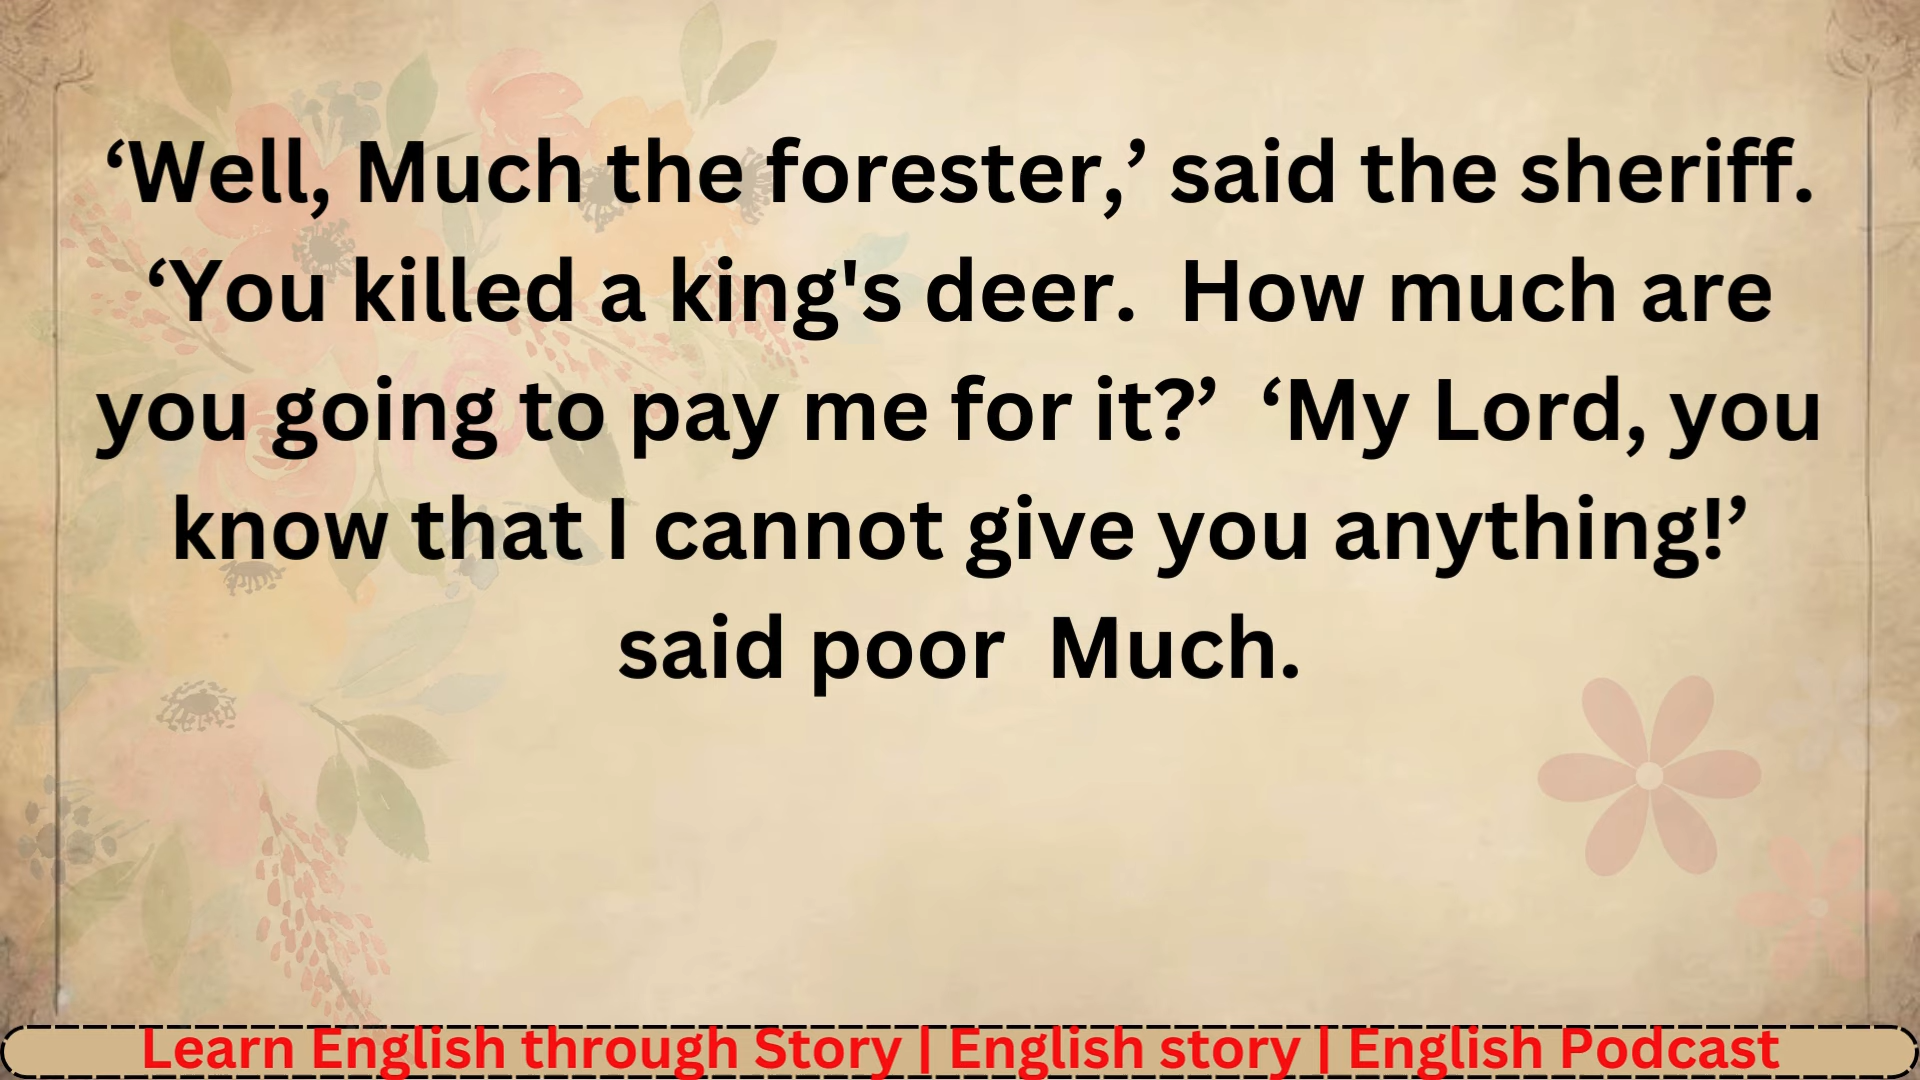 ‘Well, Much the forester,’ said the sheriff.
‘You killed a king's deer.  How much are
you going to pay me for it?’  ‘My Lord, you
know that I cannot give you anything!’
said poor  Much.
Learn English through Story | English story | English Podcast